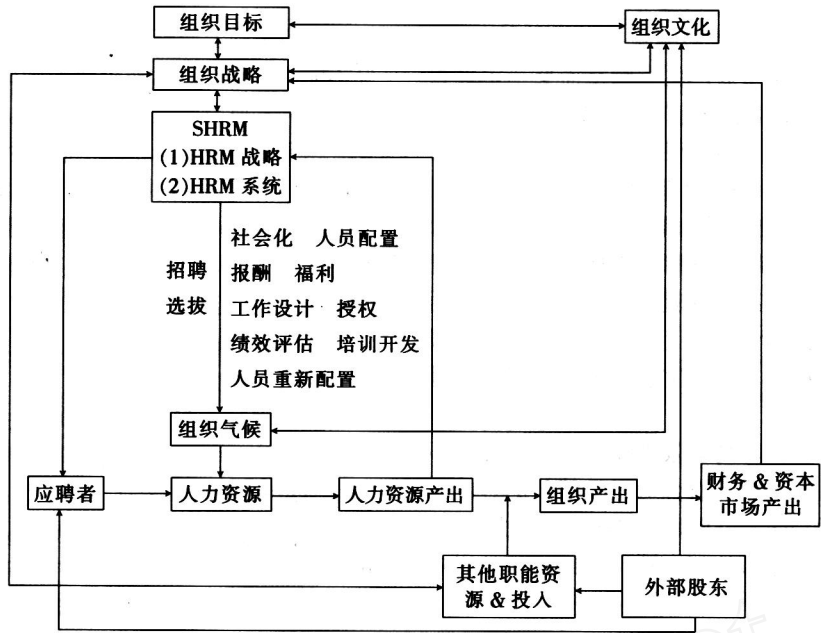 组织目标
组织文化
组织战略
SHRM
(1)HRM 战略
(2)HRM 系统
社会化 人员配置
招聘 报酬 福利
选拔 工作设计 授权
绩效评估 培训开发
人员重新配置
组织气候
应聘者
人力资源
人力资源产出
组织产出
财务 & 资本
市场产出
其他职能资
源 & 投入
外部股东